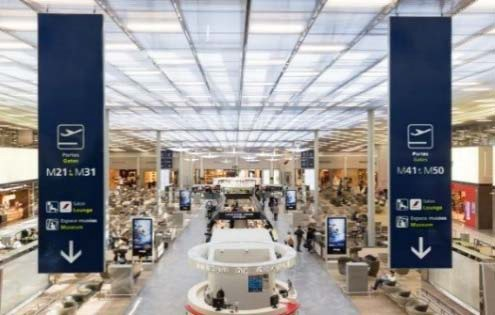 Portes
Gates
M21 à M31
Salon
Lounge
Espace musées
Museum
Portes
Gates
M41 à M50
Salon
Lounge
Espace musées
Museum